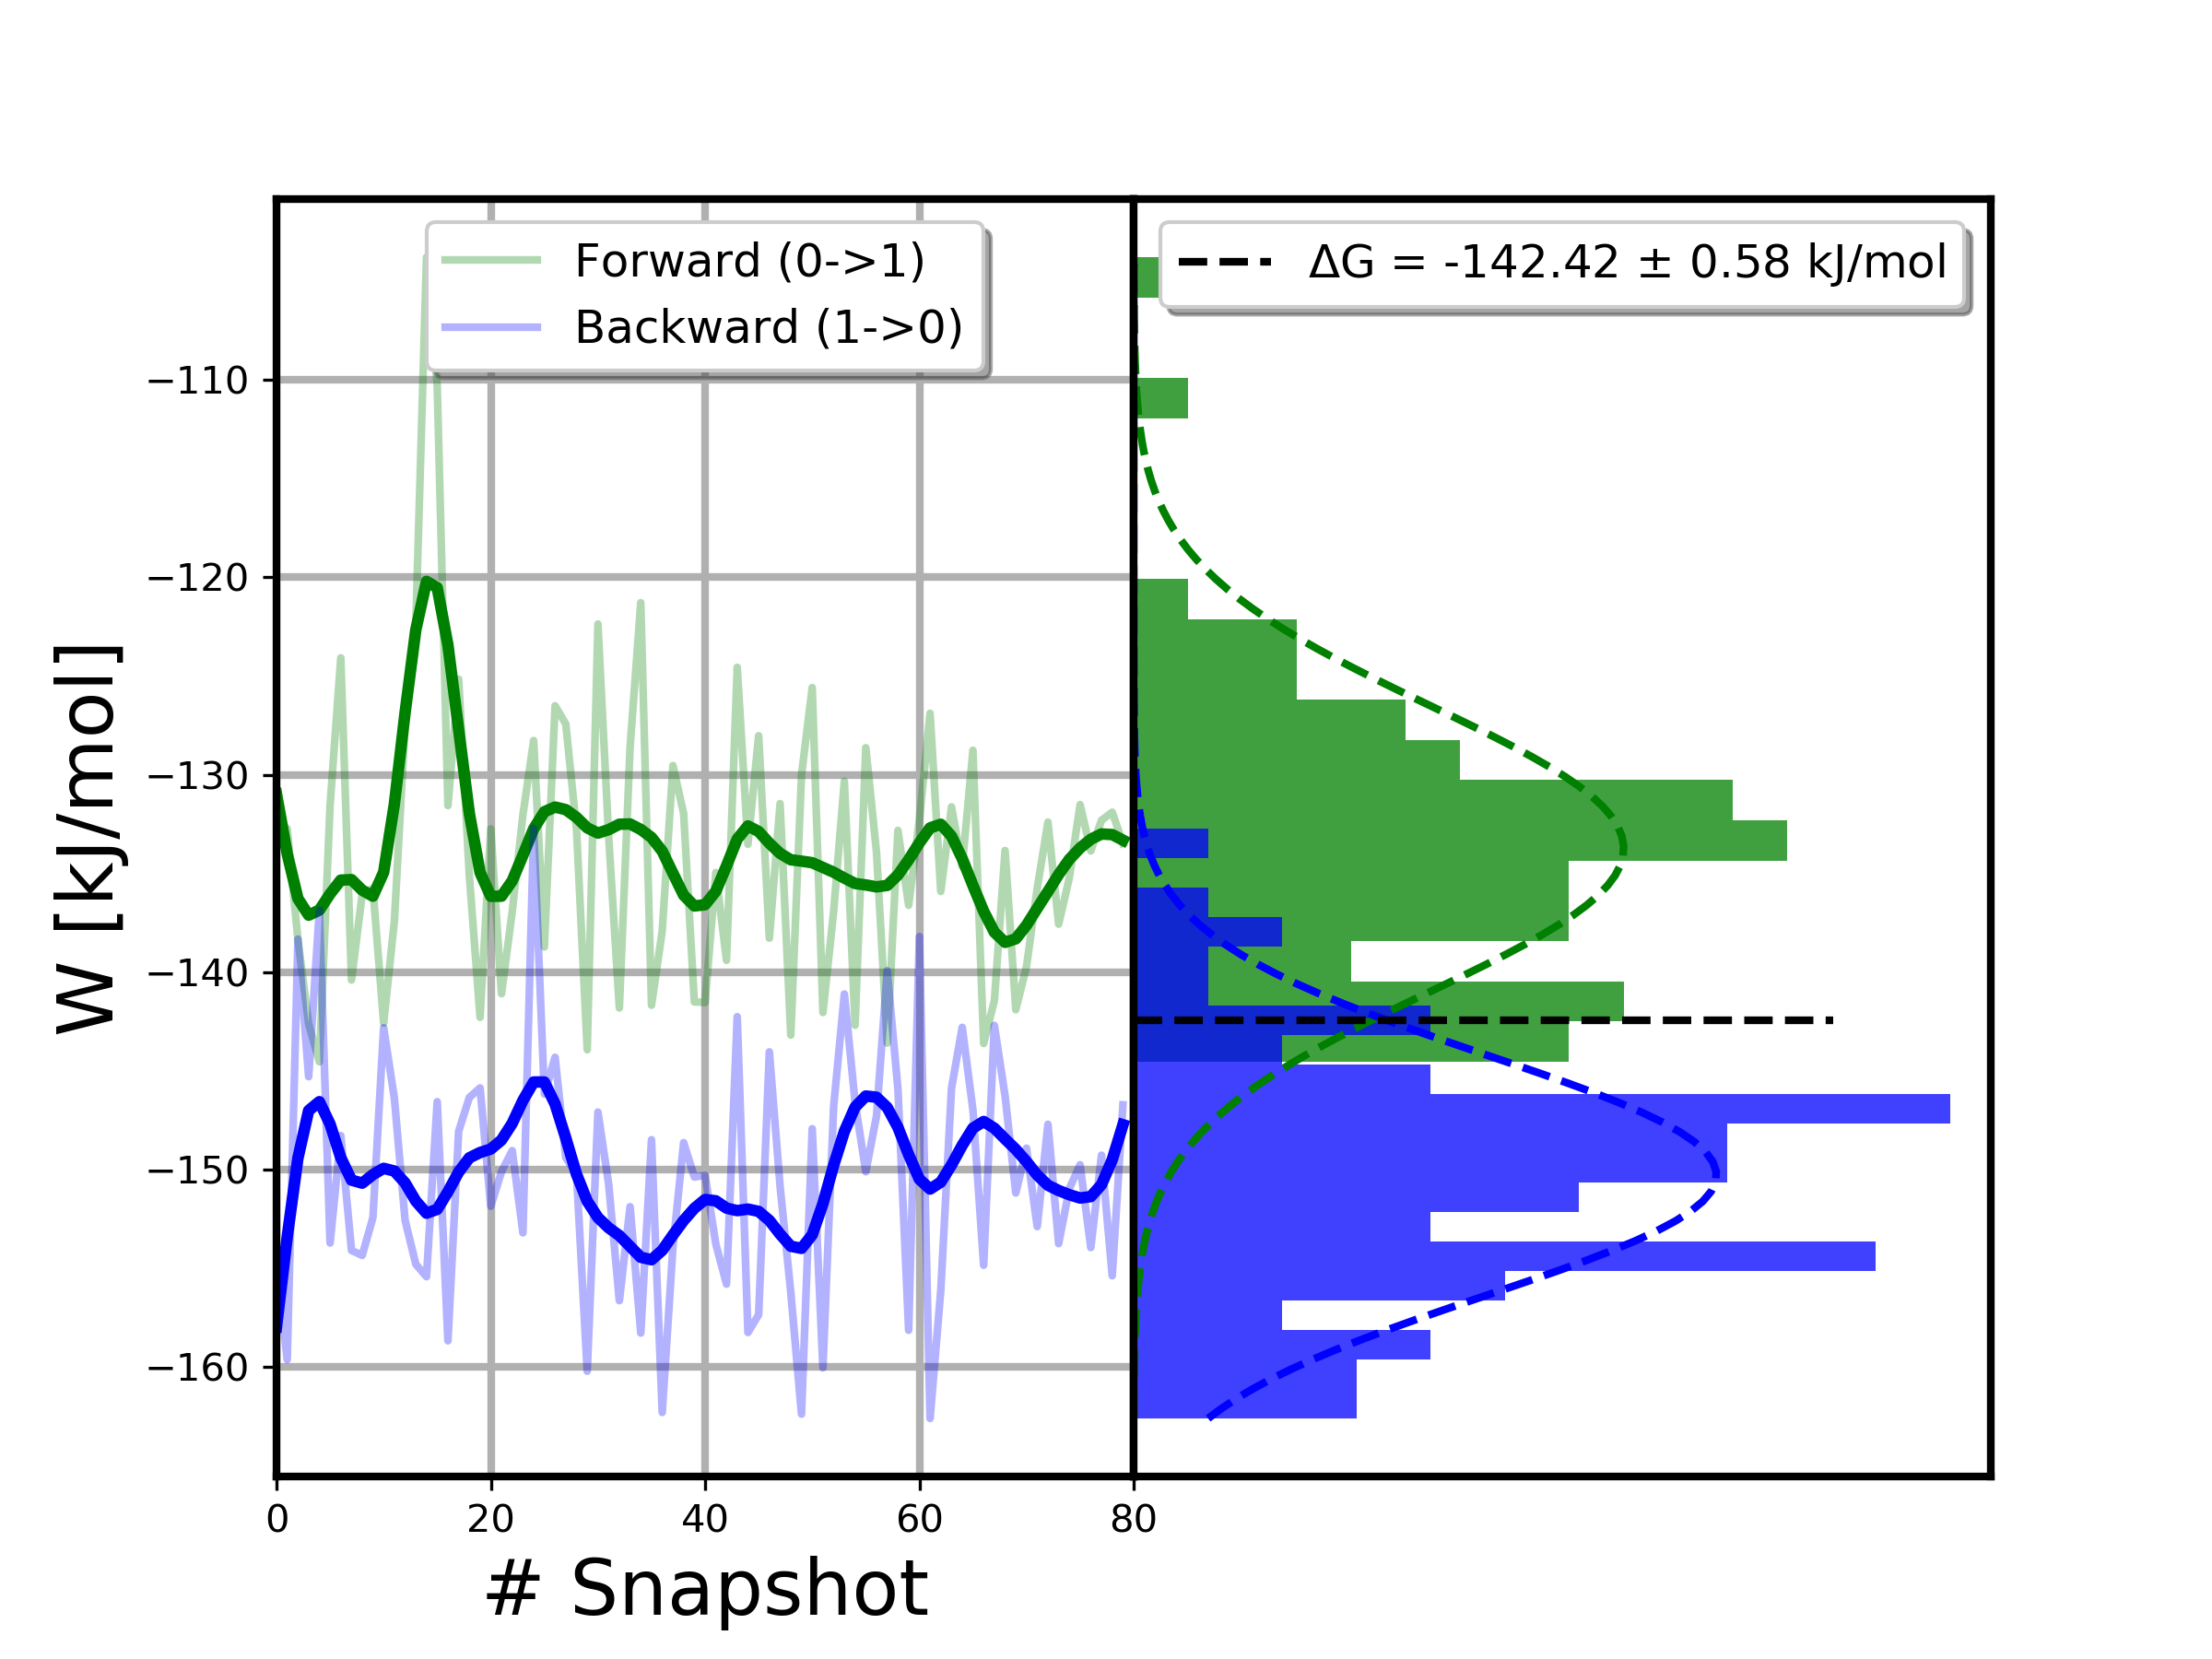 Forward (0->1)
Backward (1->0)
ΔG = -142.42 ± 0.58 kJ/mol
W [kJ/mol]
−110
−120
−130
−140
−150
−160
0 20 40 60 80
# Snapshot